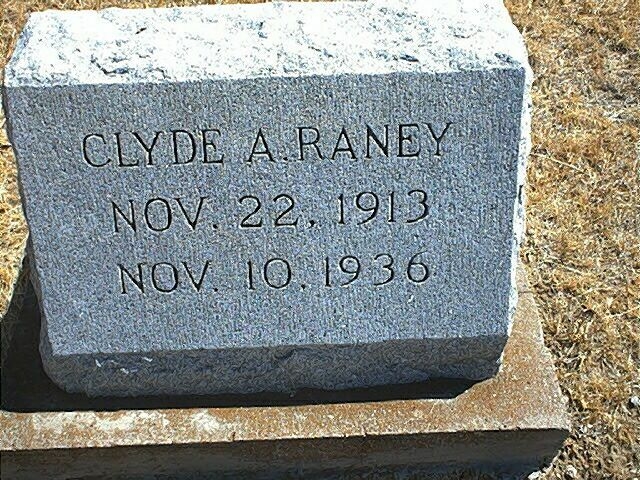 CLYDE A. RANEY
NOV. 22, 1913
NOV. 10, 1936